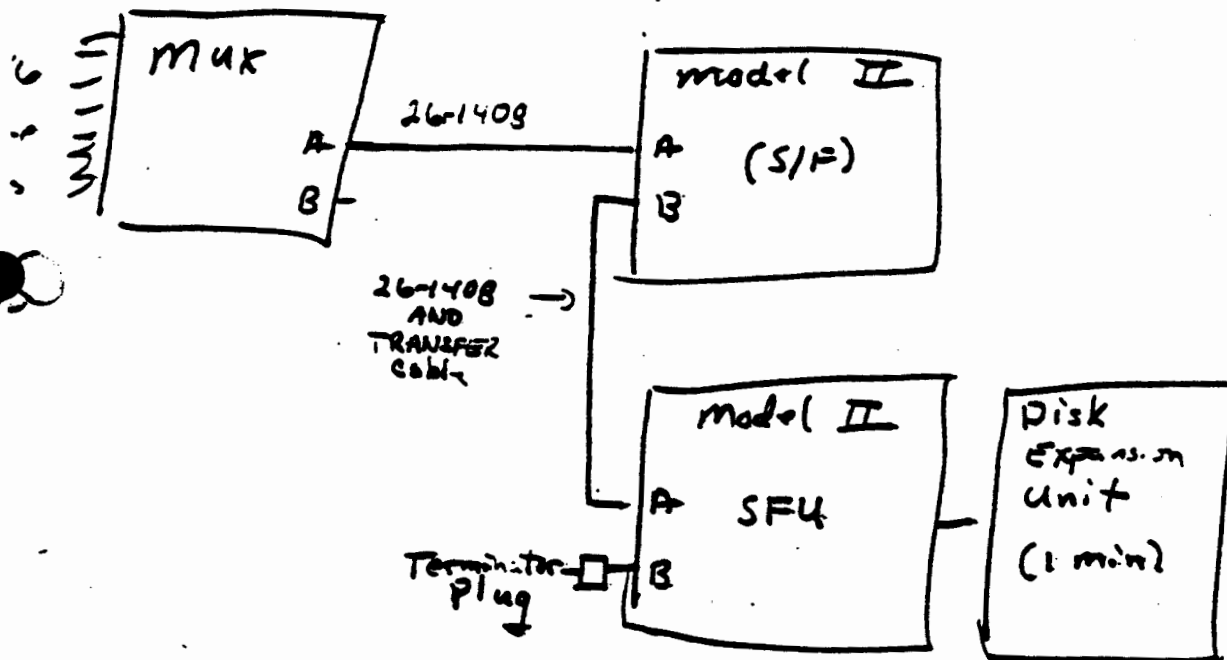 Mux
A
B
26-1408
Model II
A
(S/F)
B
26-1408
AND
TRANSFER
Cable
Model II
A
SFU
Terminator
Plug
B
Disk
Expansion
Unit
(1 min)